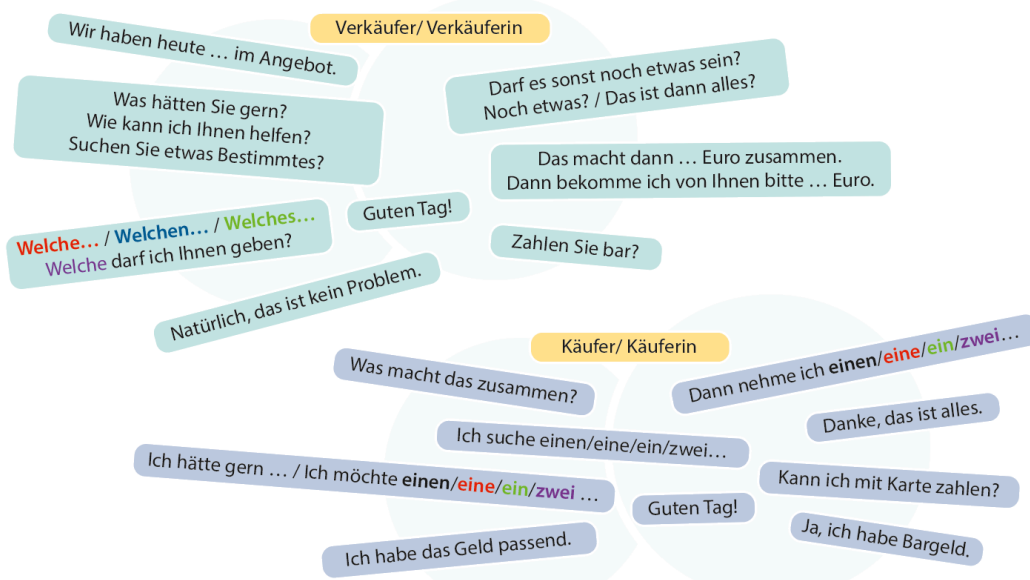 Verkäufer/ Verkäuferin
Wir haben heute … im Angebot.
Was hätten Sie gern?
Wie kann ich Ihnen helfen?
Suchen Sie etwas Bestimmtes?
Darf es sonst noch etwas sein?
Noch etwas? / Das ist dann alles?
Das macht dann … Euro zusammen.
Dann bekomme ich von Ihnen bitte … Euro.
Guten Tag!
Welche… / Welchen… / Welches…
Welche darf ich Ihnen geben?
Zahlen Sie bar?
Natürlich, das ist kein Problem.
Käufer/ Käuferin
Was macht das zusammen?
Dann nehme ich einen/eine/ein/zwei…
Danke, das ist alles.
Ich suche einen/eine/ein/zwei…
Ich hätte gern … / Ich möchte einen/eine/ein/zwei …
Kann ich mit Karte zahlen?
Guten Tag!
Ja, ich habe Bargeld.
Ich habe das Geld passend.